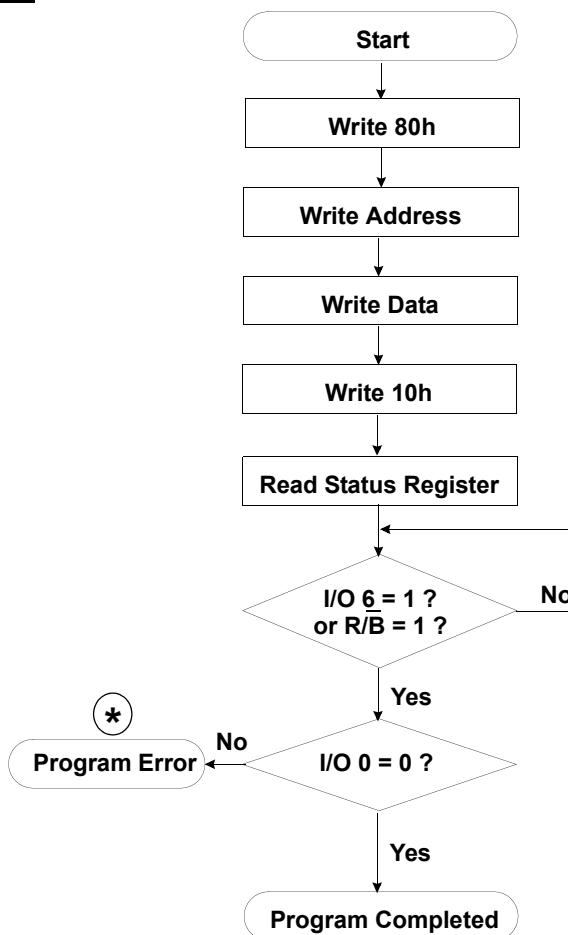 Start
Write 80h
Write Address
Write Data
Write 10h
Read Status Register
I/O 6 = 1 ?
or R/B̅ = 1 ?
No
Yes
*
No
Program Error
I/O 0 = 0 ?
Yes
Program Completed